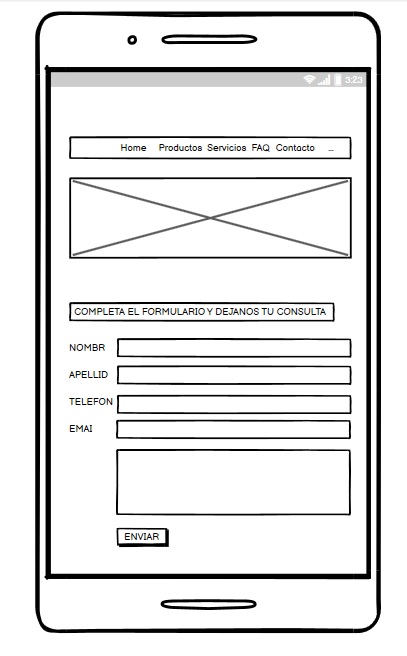 3:23
Home Productos Servicios FAQ Contacto ...
COMPLETA EL FORMULARIO Y DEJANOS TU CONSULTA
NOMBR
APELLID
TELEFON
EMAI
ENVIAR